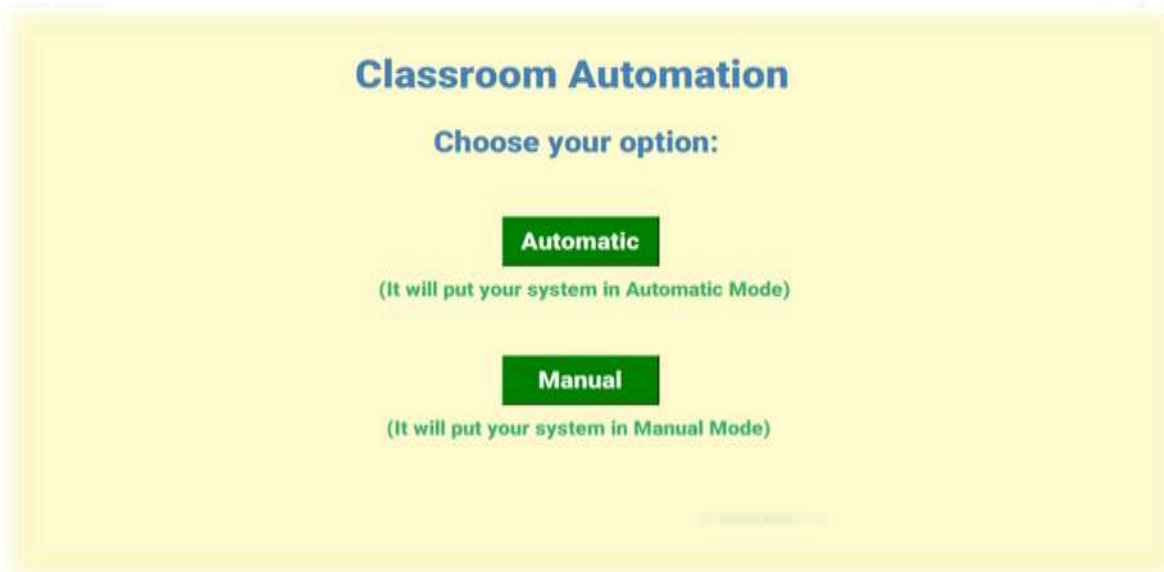 Classroom Automation
Choose your option:
Automatic
(It will put your system in Automatic Mode)
Manual
(It will put your system in Manual Mode)